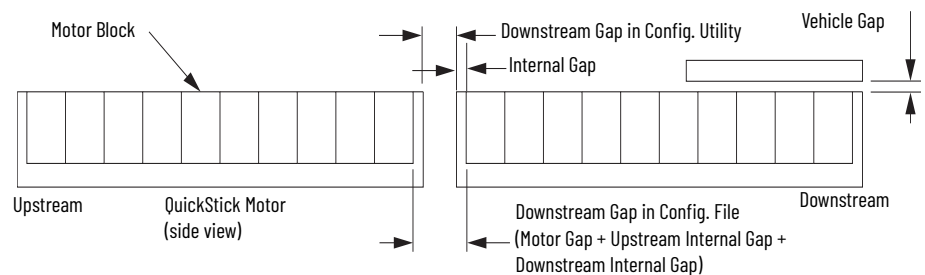 Motor Block
Downstream Gap in Config. Utility
Vehicle Gap
Internal Gap
Upstream
QuickStick Motor
(side view)
Downstream
Downstream Gap in Config. File
(Motor Gap + Upstream Internal Gap +
Downstream Internal Gap)